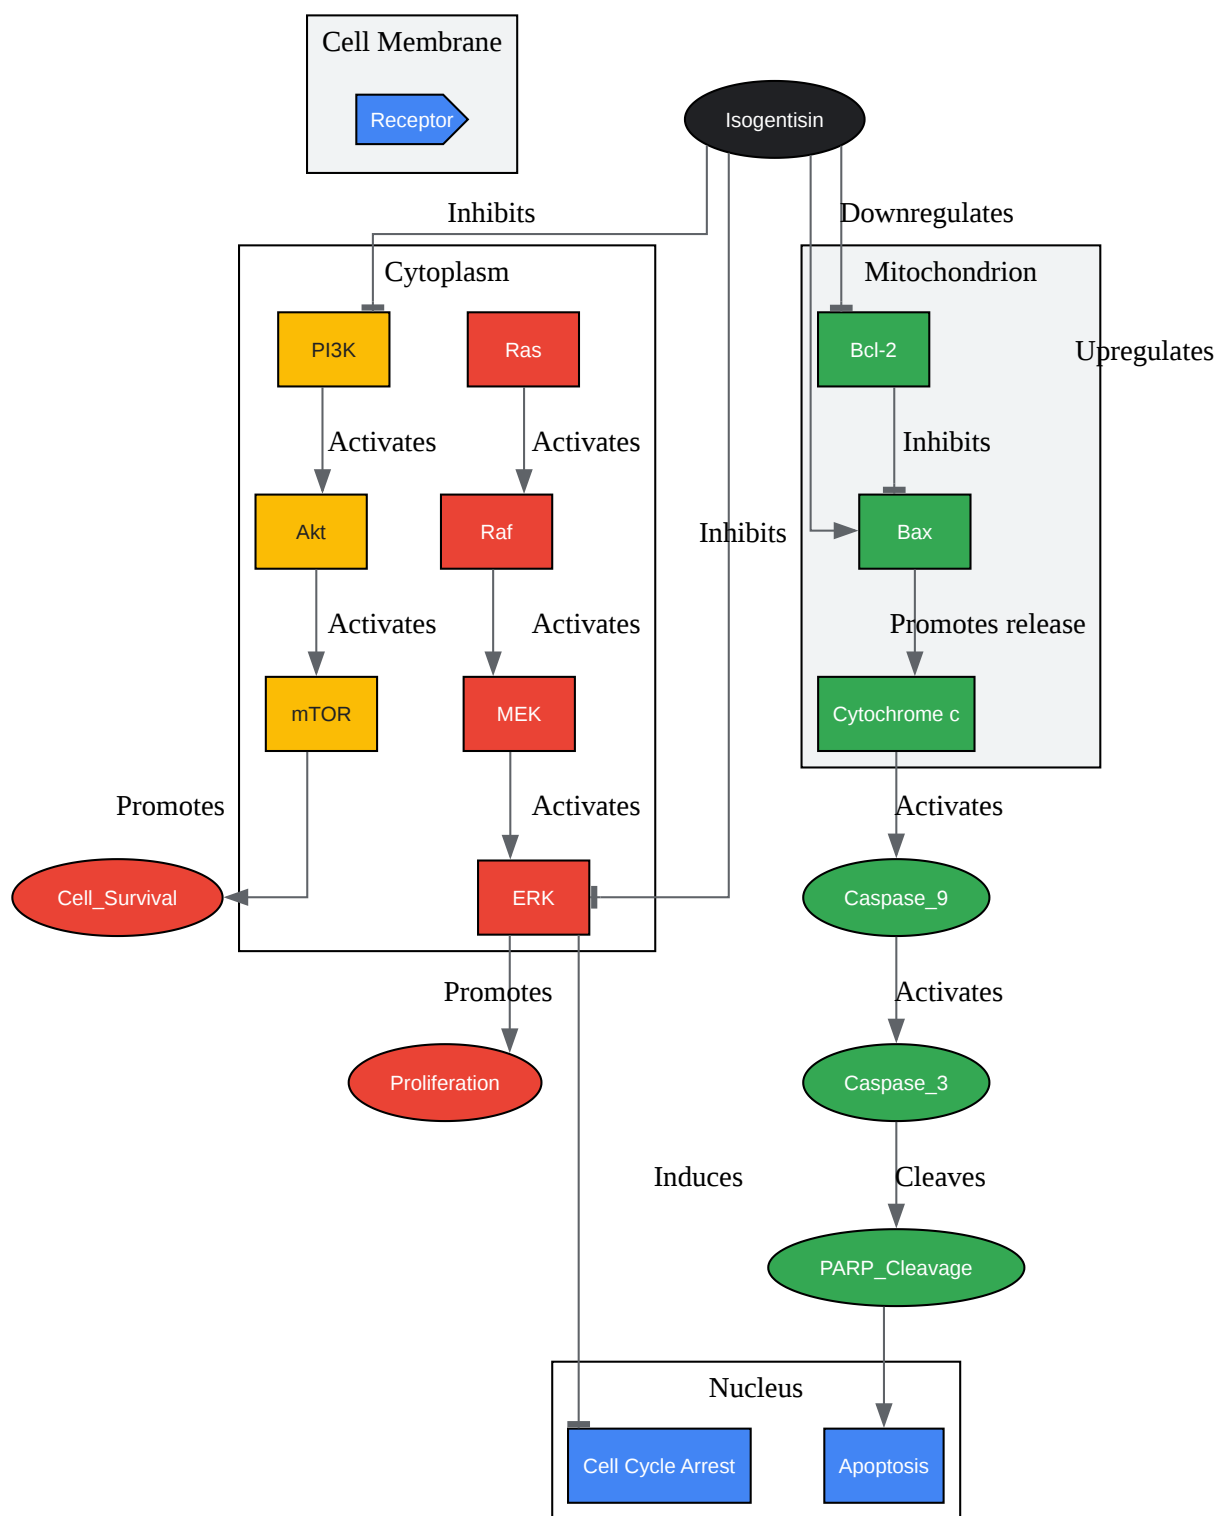 Cell Membrane
Receptor
Isogentisin
Inhibits
Downregulates
Cytoplasm
Mitochondrion
PI3K
Ras
Bcl-2
Upregulates
Activates
Activates
Inhibits
Akt
Raf
Inhibits
Bax
Activates
Activates
Promotes release
mTOR
MEK
Cytochrome c
Promotes
Activates
Activates
Cell_Survival
ERK
Caspase_9
Promotes
Activates
Proliferation
Caspase_3
Induces
Cleaves
PARP_Cleavage
Nucleus
Cell Cycle Arrest
Apoptosis